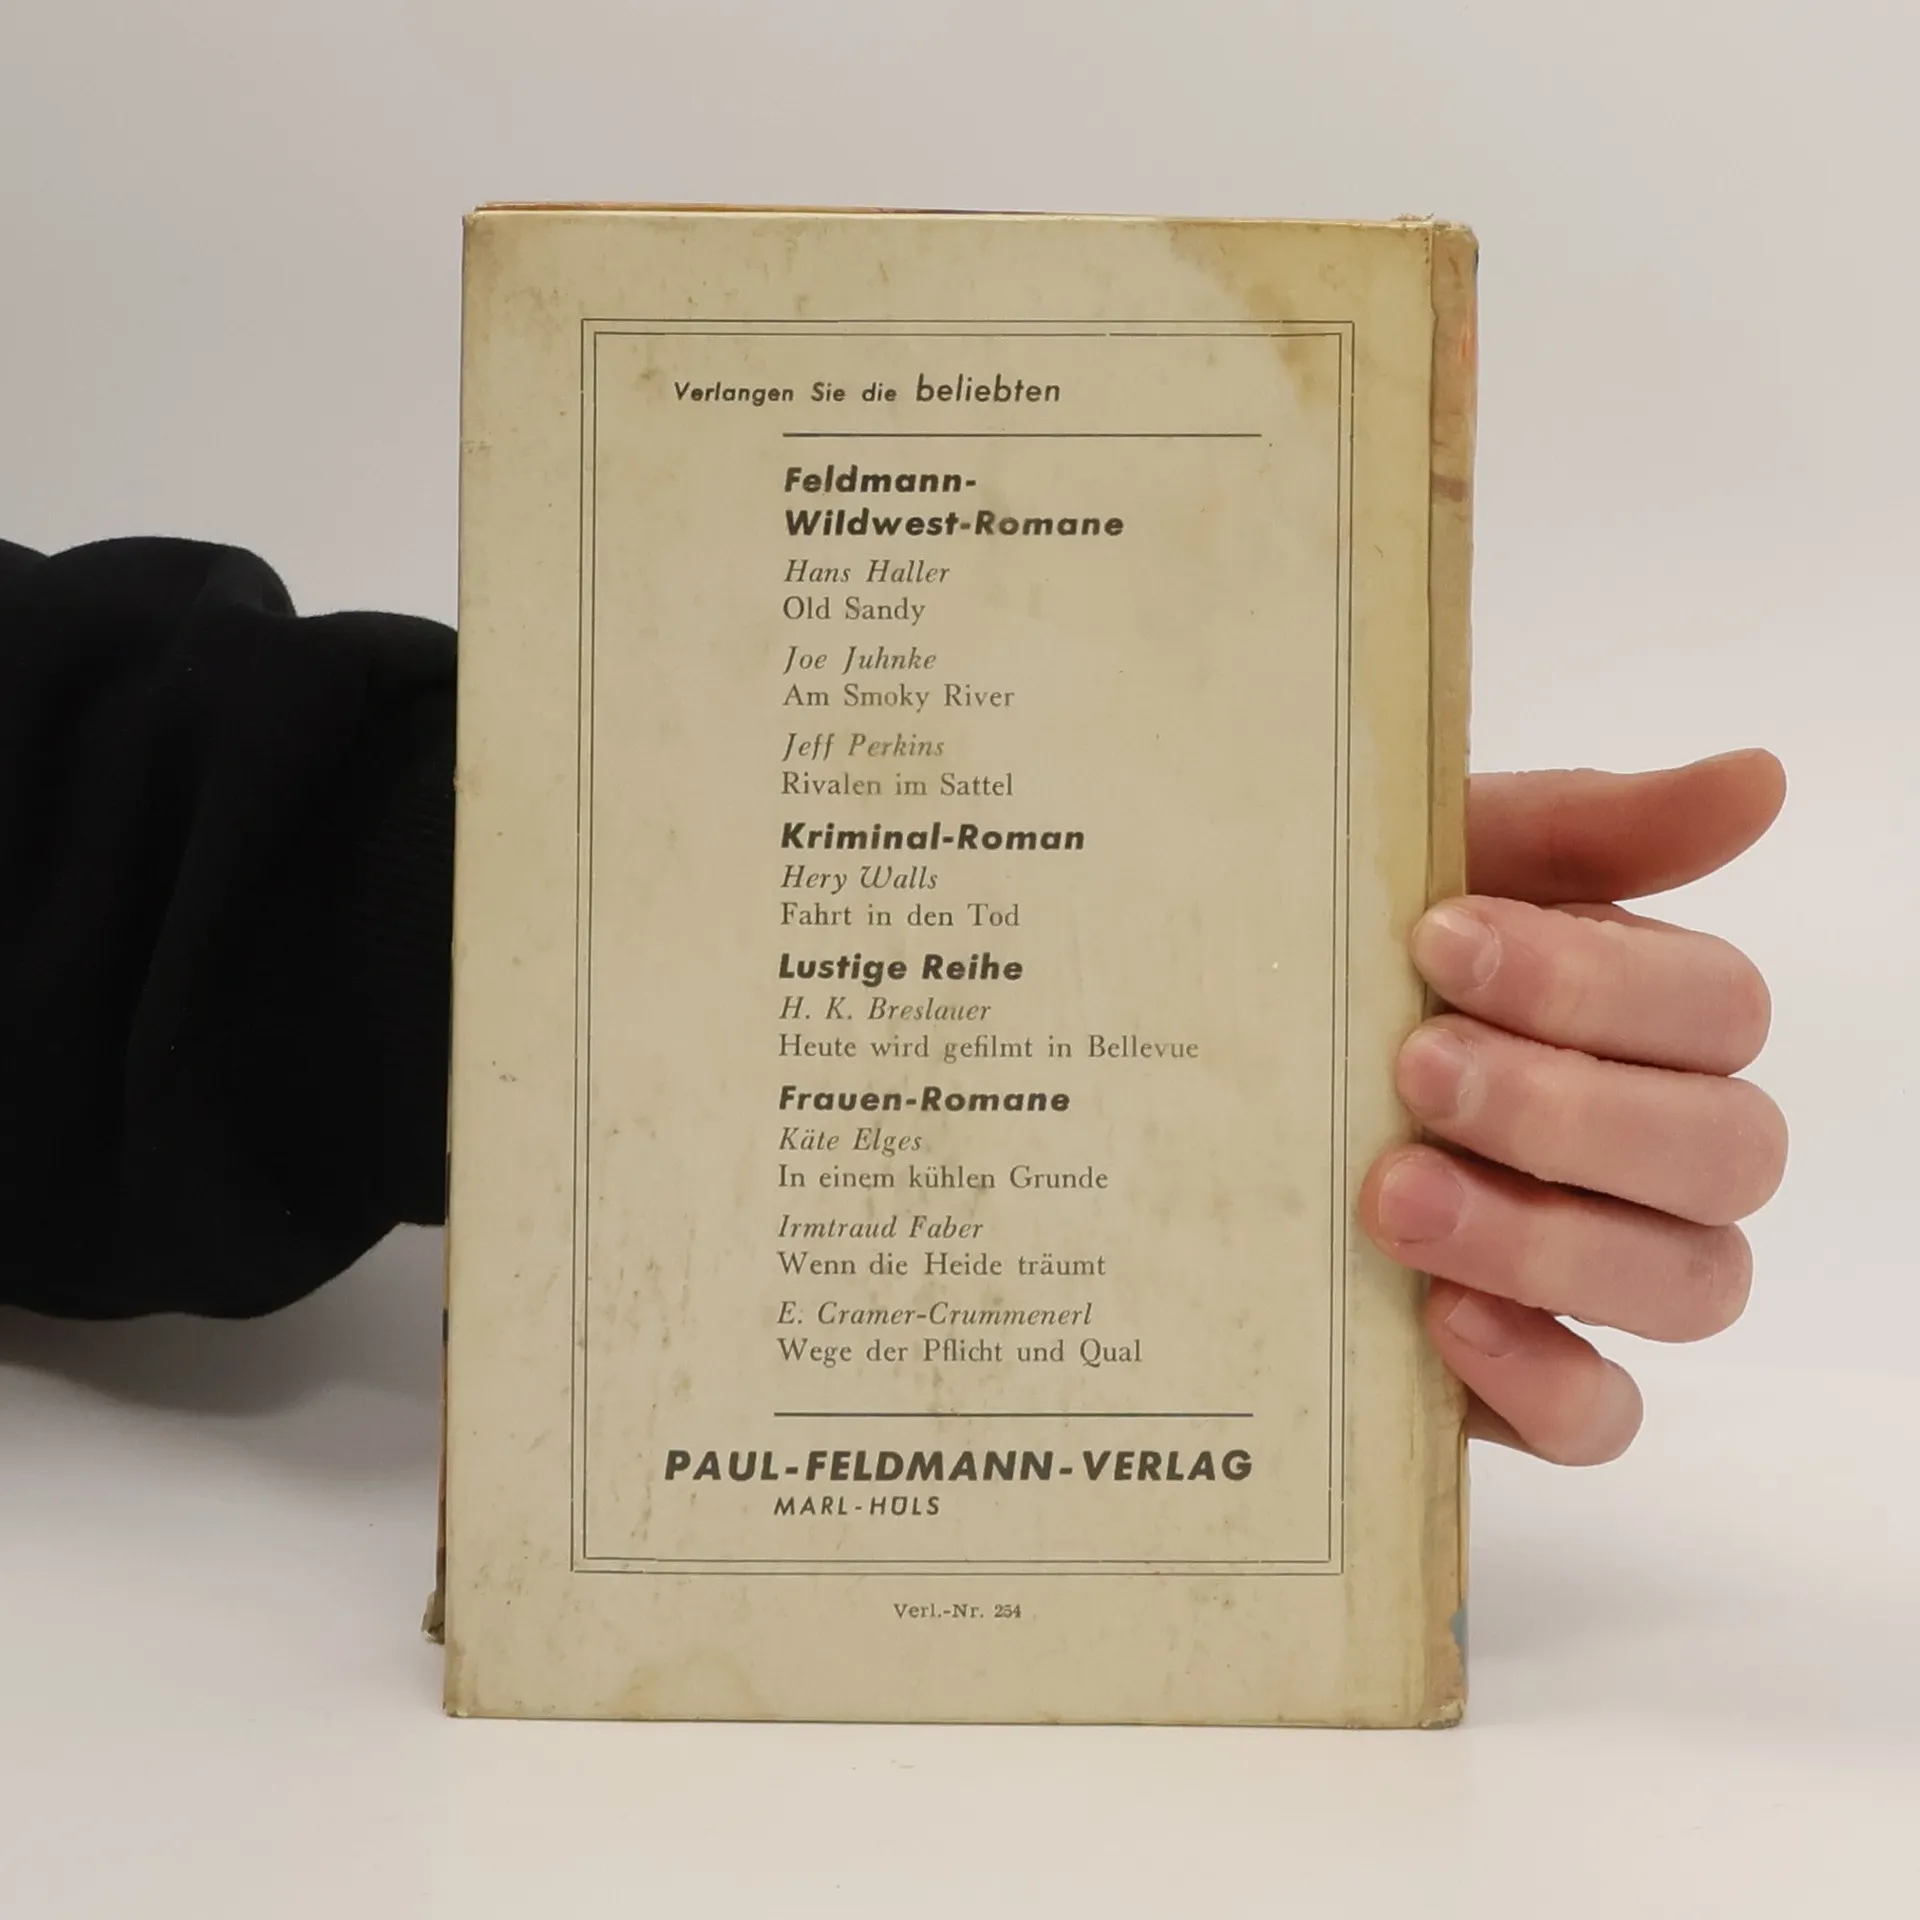 Verlangen Sie die beliebten
Feldmann-
Wildwest-Romane
Hans Haller
Old Sandy
Joe Juhnke
Am Smoky River
Jeff Perkins
Rivalen im Sattel
Kriminal-Roman
Hery Walls
Fahrt in den Tod
Lustige Reihe
H. K. Breslauer
Heute wird gefilmt in Bellevue
Frauen-Romane
Käte Elges
In einem kühlen Grunde
Irmtraud Faber
Wenn die Heide träumt
E. Cramer-Crummenerl
Wege der Pflicht und Qual
PAUL-FELDMANN-VERLAG
MARL-HÜLS
Verl.-Nr. 254